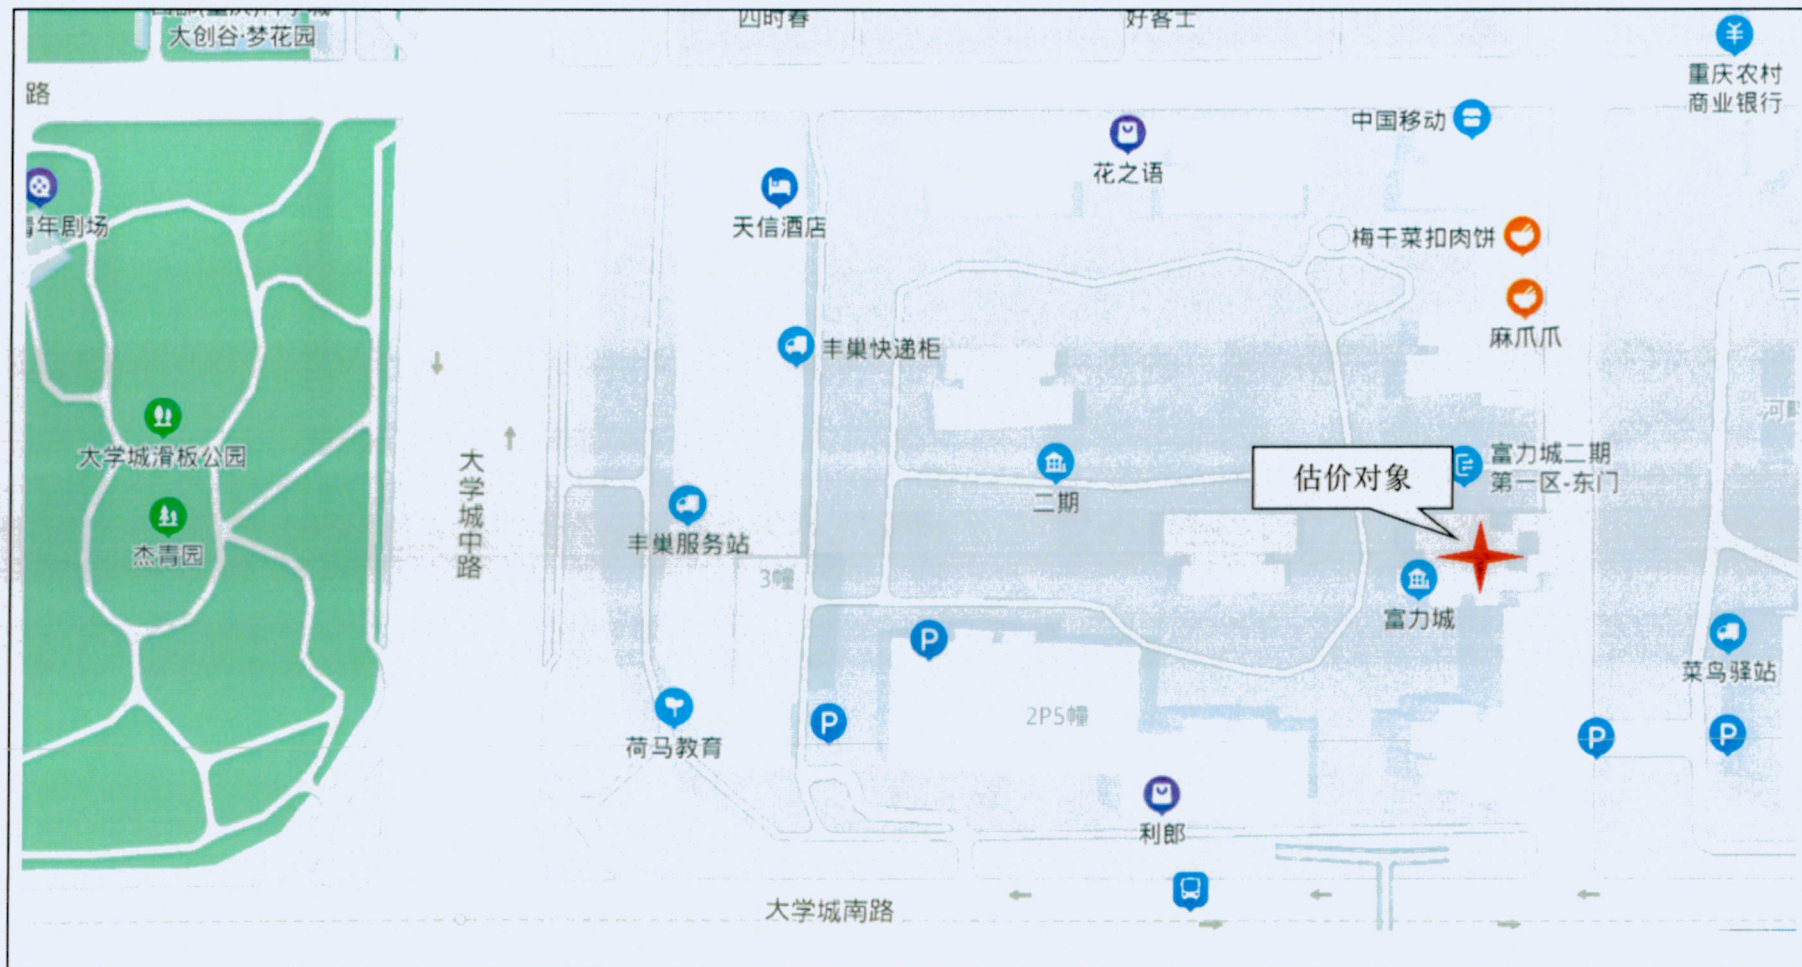 大创谷·梦花园
四时春
好客士
重庆农村
商业银行
路
中国移动
花之语
年剧场
天信酒店
梅干菜扣肉饼
麻爪爪
丰巢快递柜
河
大学城滑板公园
大学城中路
二期
估价对象
富力城二期
第一区-东门
杰青园
丰巢服务站
3幢
富力城
P
菜鸟驿站
2P5幢
P
P
P
荷马教育
利郎
大学城南路